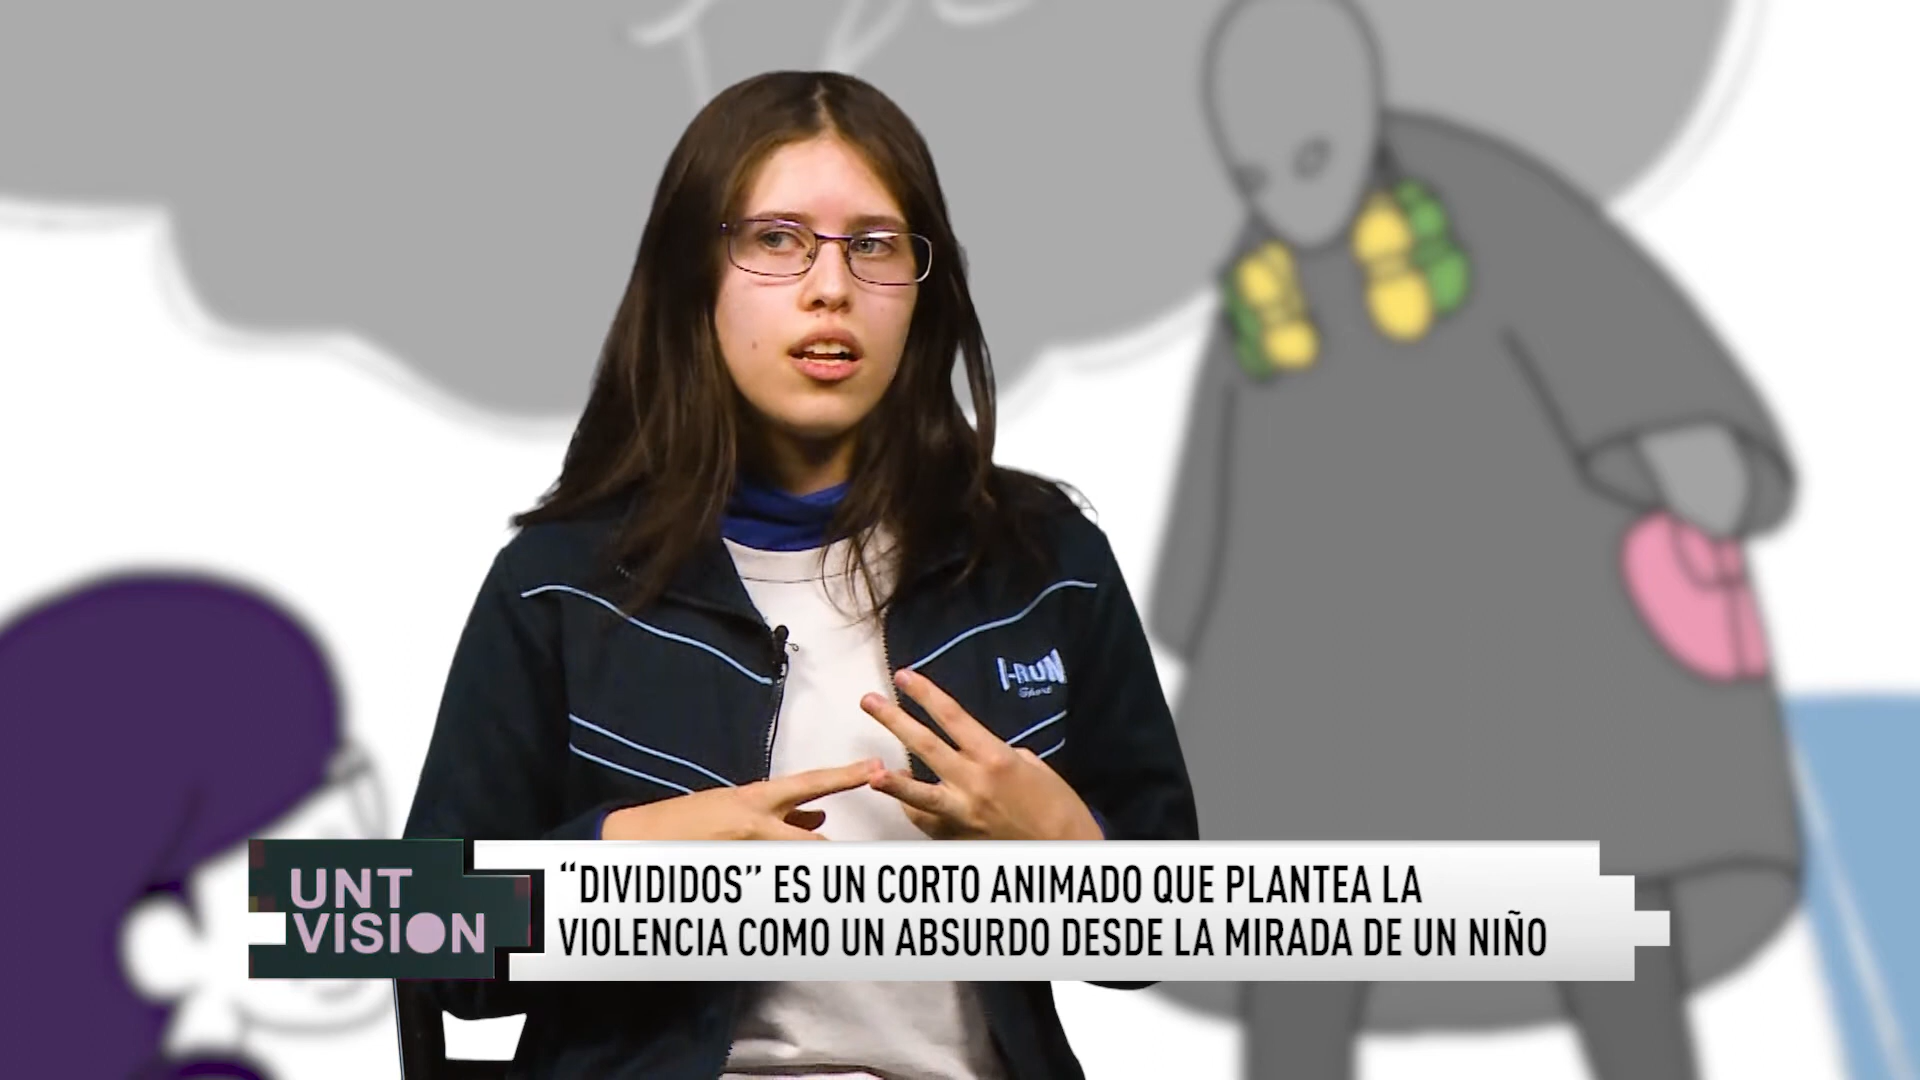 I-RUN
UNT
VISION
“DIVIDIDOS” ES UN CORTO ANIMADO QUE PLANTEA LA
VIOLENCIA COMO UN ABSURDO DESDE LA MIRADA DE UN NIÑO